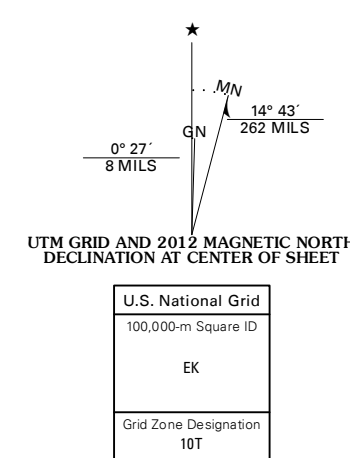 ★
MN
GN
14° 43´
262 MILS
0° 27´
8 MILS
UTM GRID AND 2012 MAGNETIC NORTH
DECLINATION AT CENTER OF SHEET
U.S. National Grid
100,000-m Square ID
EK
Grid Zone Designation
10T